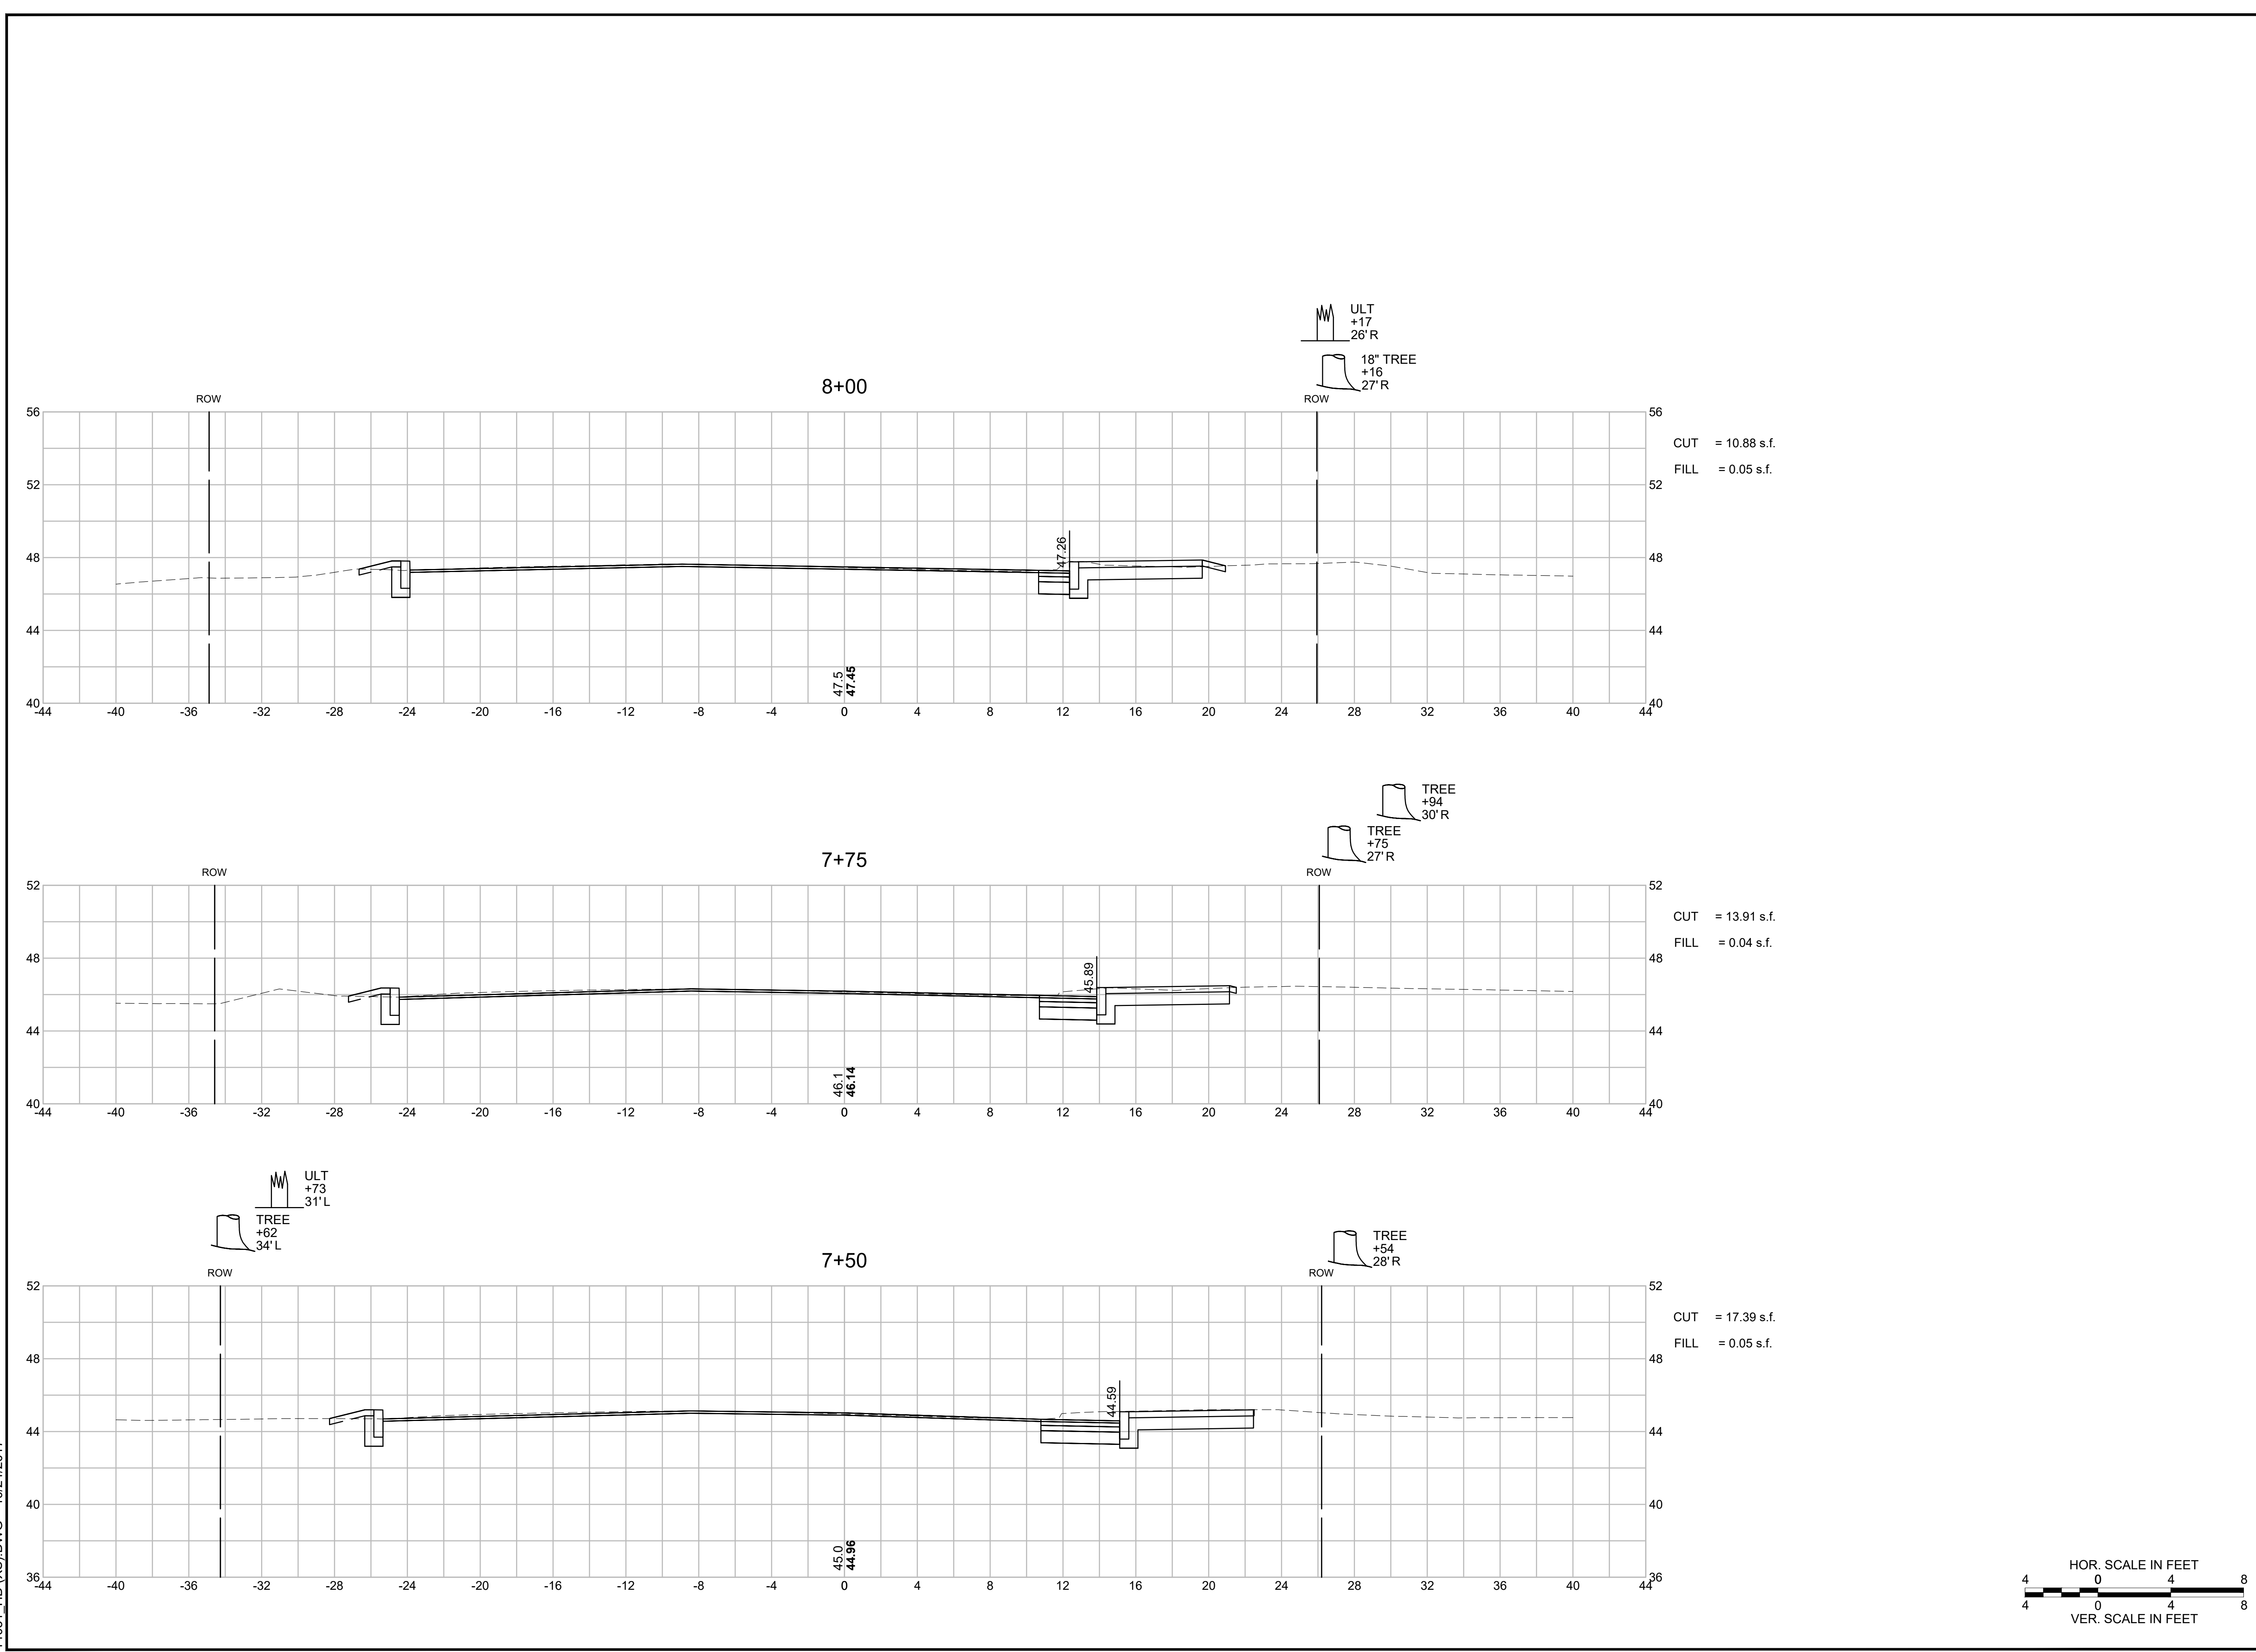 ULT
+17
26' R
18" TREE
+16
27' R
8+00
ROW
ROW
56
56
CUT = 10.88 s.f.
FILL = 0.05 s.f.
52
52
48
48
47.26
44
44
47.5
47.45
40
40
-44 -40 -36 -32 -28 -24 -20 -16 -12 -8 -4 0 4 8 12 16 20 24 28 32 36 40 44
TREE
+94
30' R
TREE
+75
27' R
7+75
ROW
ROW
52
52
CUT = 13.91 s.f.
FILL = 0.04 s.f.
48
48
45.89
44
44
46.1
46.14
40
40
-44 -40 -36 -32 -28 -24 -20 -16 -12 -8 -4 0 4 8 12 16 20 24 28 32 36 40 44
ULT
+73
31' L
TREE
+62
34' L
TREE
+54
28' R
7+50
ROW
ROW
52
52
CUT = 17.39 s.f.
FILL = 0.05 s.f.
48
48
44.59
44
44
40
40
45.0
44.96
36
36
-44 -40 -36 -32 -28 -24 -20 -16 -12 -8 -4 0 4 8 12 16 20 24 28 32 36 40 44
HOR. SCALE IN FEET
4 0 4 8
4 0 4 8
VER. SCALE IN FEET